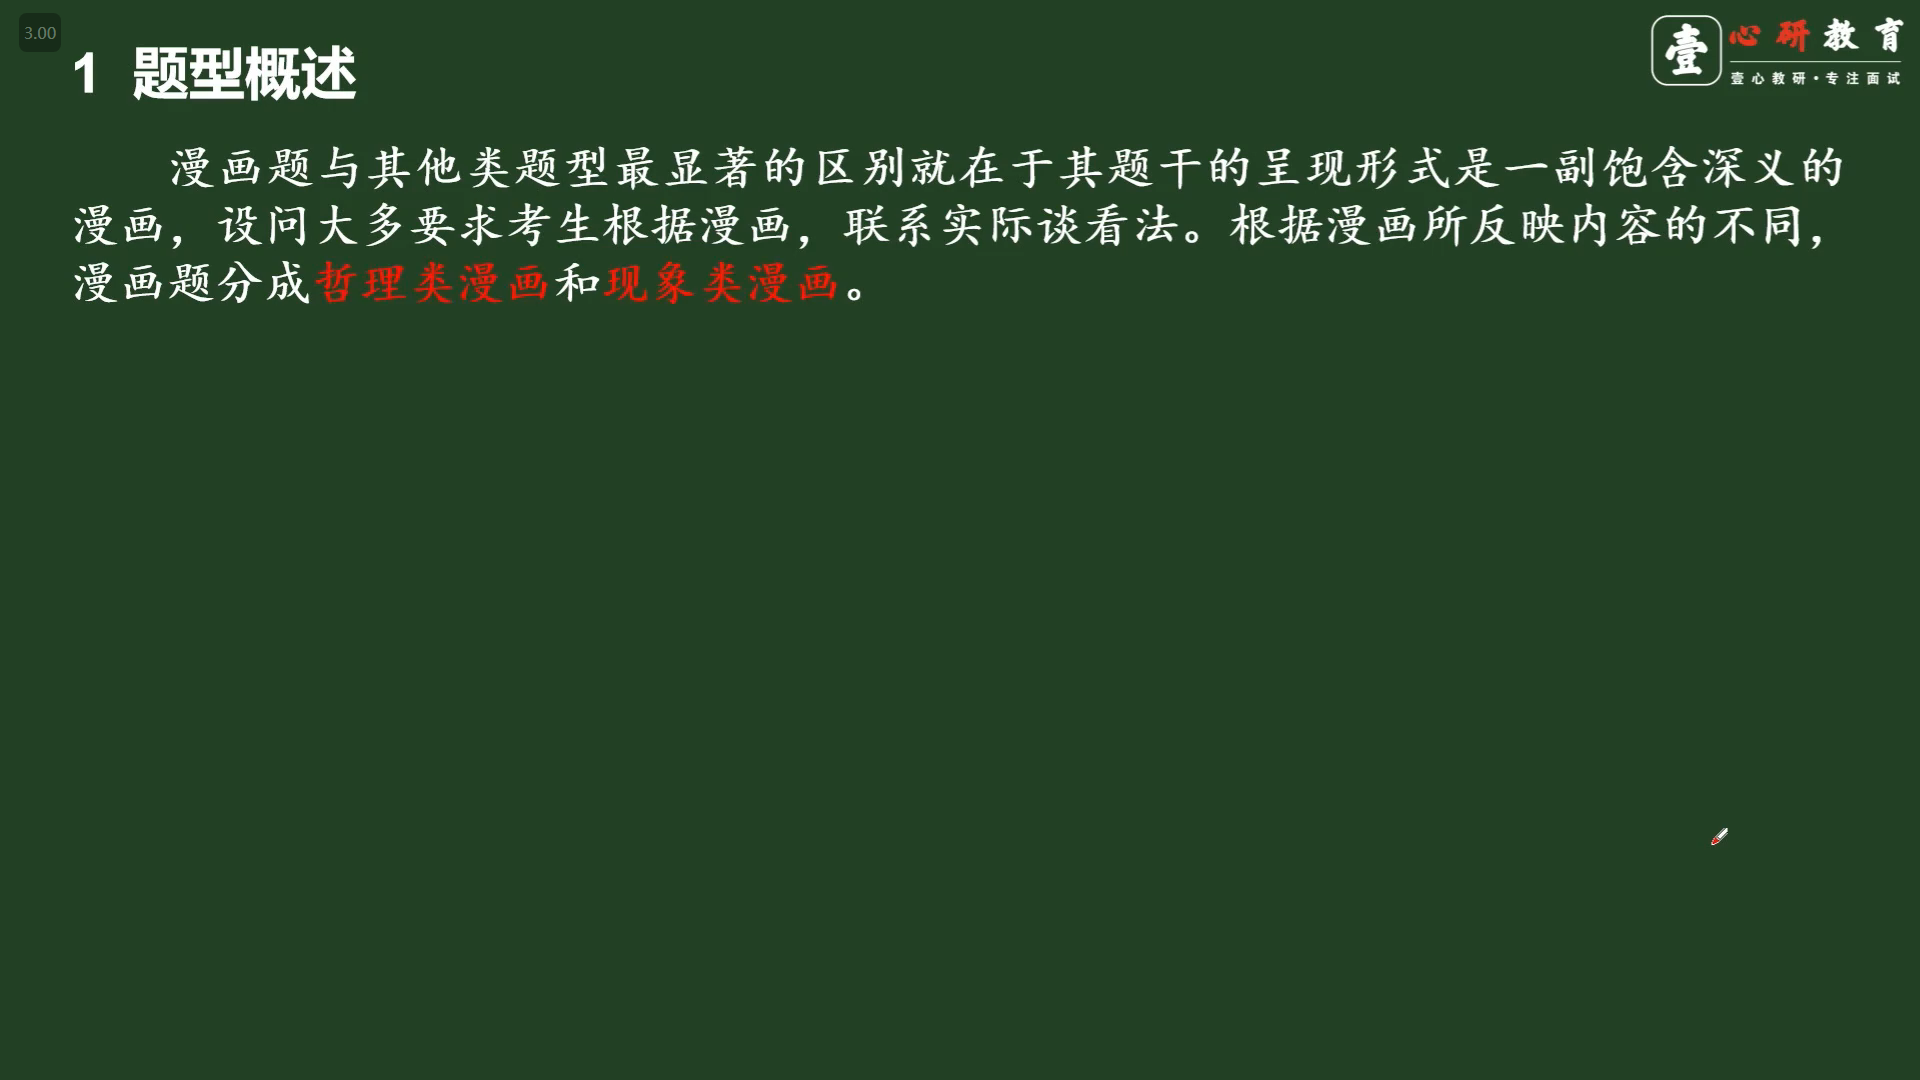 3.00
1 题型概述
壹 心研教育
壹心教研·专注面试
漫画题与其他类题型最显著的区别就在于其题干的呈现形式是一副饱含深义的
漫画，设问大多要求考生根据漫画，联系实际谈看法。根据漫画所反映内容的不同，
漫画题分成哲理类漫画和现象类漫画。